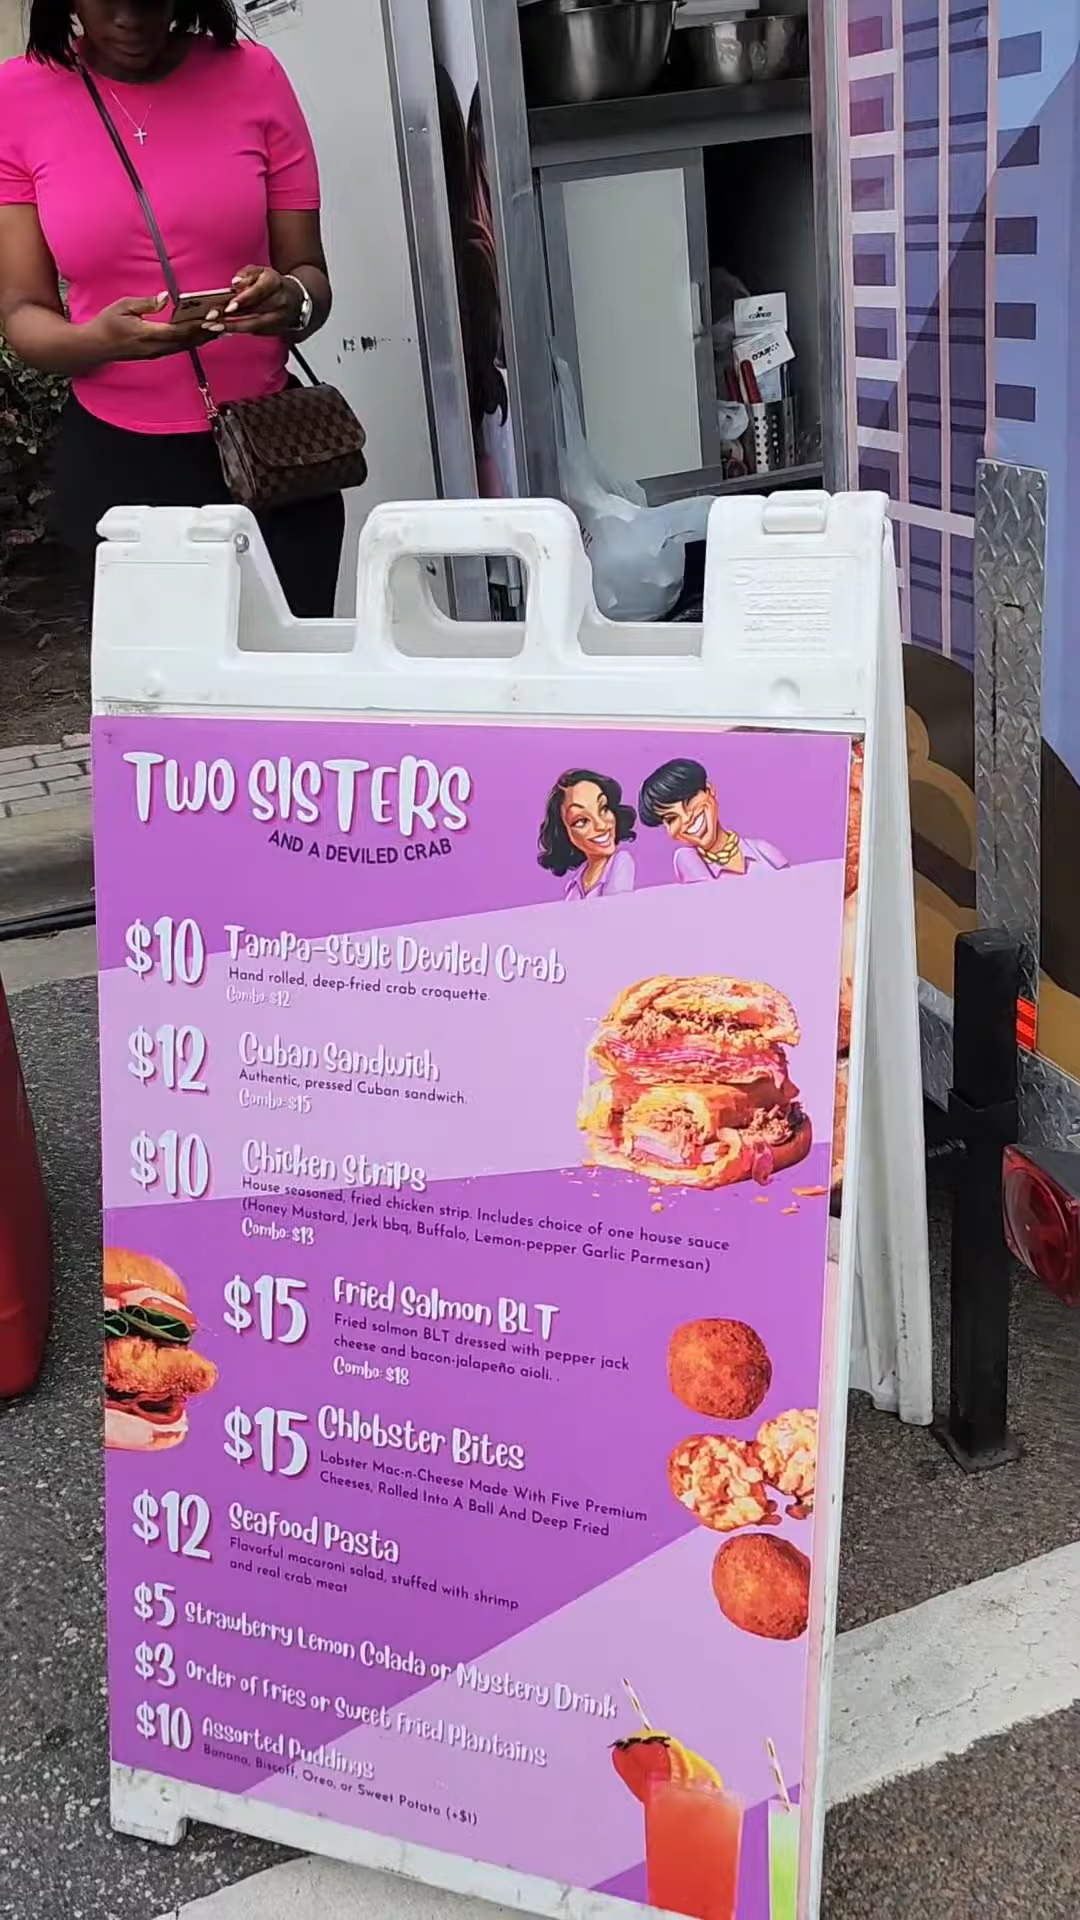 TWO SISTERS
AND A DEVILED CRAB
$10 Tampa-Style Deviled Crab
Hand rolled, deep-fried crab croquette.
Combo: $12
$12 Cuban Sandwich
Authentic, pressed Cuban sandwich.
Combo: $15
$10 Chicken Strips
House seasoned, fried chicken strip. Includes choice of one house sauce
(Honey Mustard, Jerk bbq, Buffalo, Lemon-pepper Garlic Parmesan)
Combo: $13
$15 Fried Salmon BLT
Fried salmon BLT dressed with pepper jack
cheese and bacon-jalapeño aioli. .
Combo: $18
$15 Chlobster Bites
Lobster Mac-n-Cheese Made With Five Premium
Cheeses, Rolled Into A Ball And Deep Fried
$12 Seafood Pasta
Flavorful macaroni salad, stuffed with shrimp
and real crab meat
$5 Strawberry Lemon Colada or Mystery Drink
$3 Order of Fries or Sweet Fried Plantains
$10 Assorted Puddings
Banana, Biscoff, Oreo, or Sweet Potato (+$1)